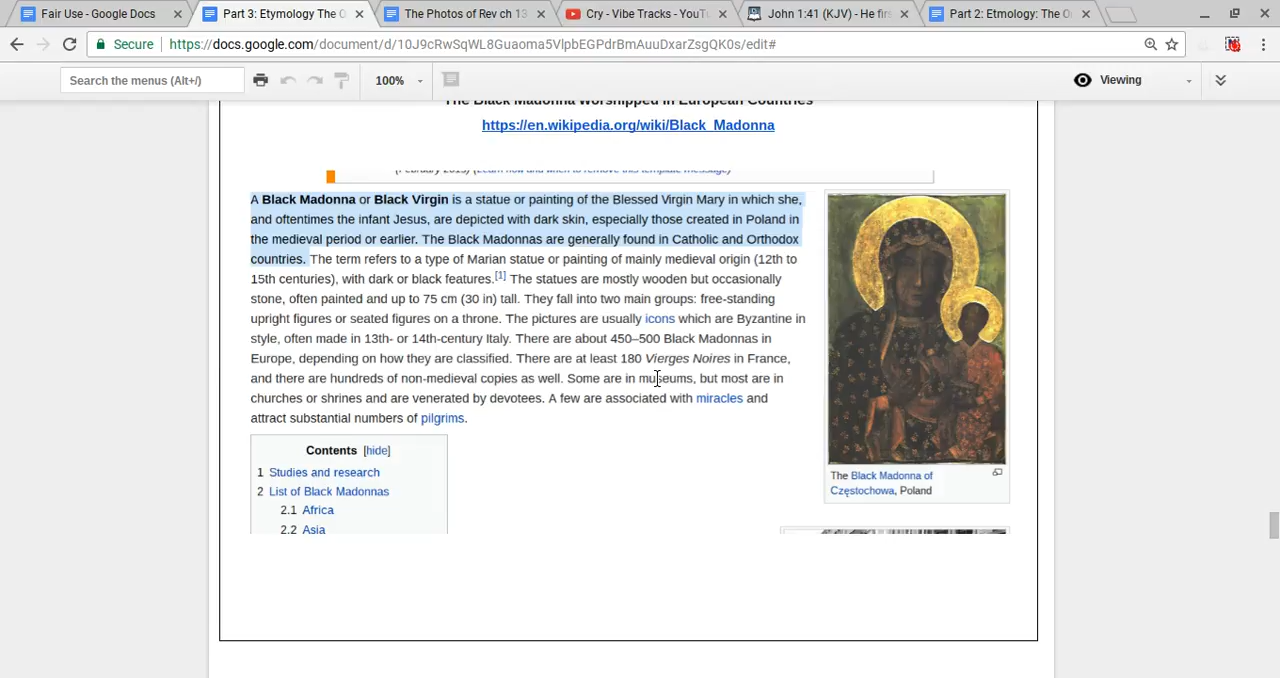 Fair Use - Google Docs
Part 3: Etymology The O
The Photos of Rev ch 13
Cry - Vibe Tracks - YouTu
John 1:41 (KJV) - He firs
Part 2: Etmology: The O
Secure
https://docs.google.com/document/d/10J9cRwSqWL8Guaoma5VlpbEGPdrBmAuuDxarZsgQK0s/edit#
Search the menus (Alt+/)
100%
Viewing
The Black Madonna Worshipped in European Countries
https://en.wikipedia.org/wiki/Black_Madonna
(February 2015) (Learn how and when to remove this template message)
A Black Madonna or Black Virgin is a statue or painting of the Blessed Virgin Mary in which she,
and oftentimes the infant Jesus, are depicted with dark skin, especially those created in Poland in
the medieval period or earlier. The Black Madonnas are generally found in Catholic and Orthodox
countries. The term refers to a type of Marian statue or painting of mainly medieval origin (12th to
15th centuries), with dark or black features.[1] The statues are mostly wooden but occasionally
stone, often painted and up to 75 cm (30 in) tall. They fall into two main groups: free-standing
upright figures or seated figures on a throne. The pictures are usually icons which are Byzantine in
style, often made in 13th- or 14th-century Italy. There are about 450–500 Black Madonnas in
Europe, depending on how they are classified. There are at least 180 Vierges Noires in France,
and there are hundreds of non-medieval copies as well. Some are in museums, but most are in
churches or shrines and are venerated by devotees. A few are associated with miracles and
attract substantial numbers of pilgrims.
Contents [hide]
1 Studies and research
2 List of Black Madonnas
2.1 Africa
2.2 Asia
The Black Madonna of
Częstochowa, Poland